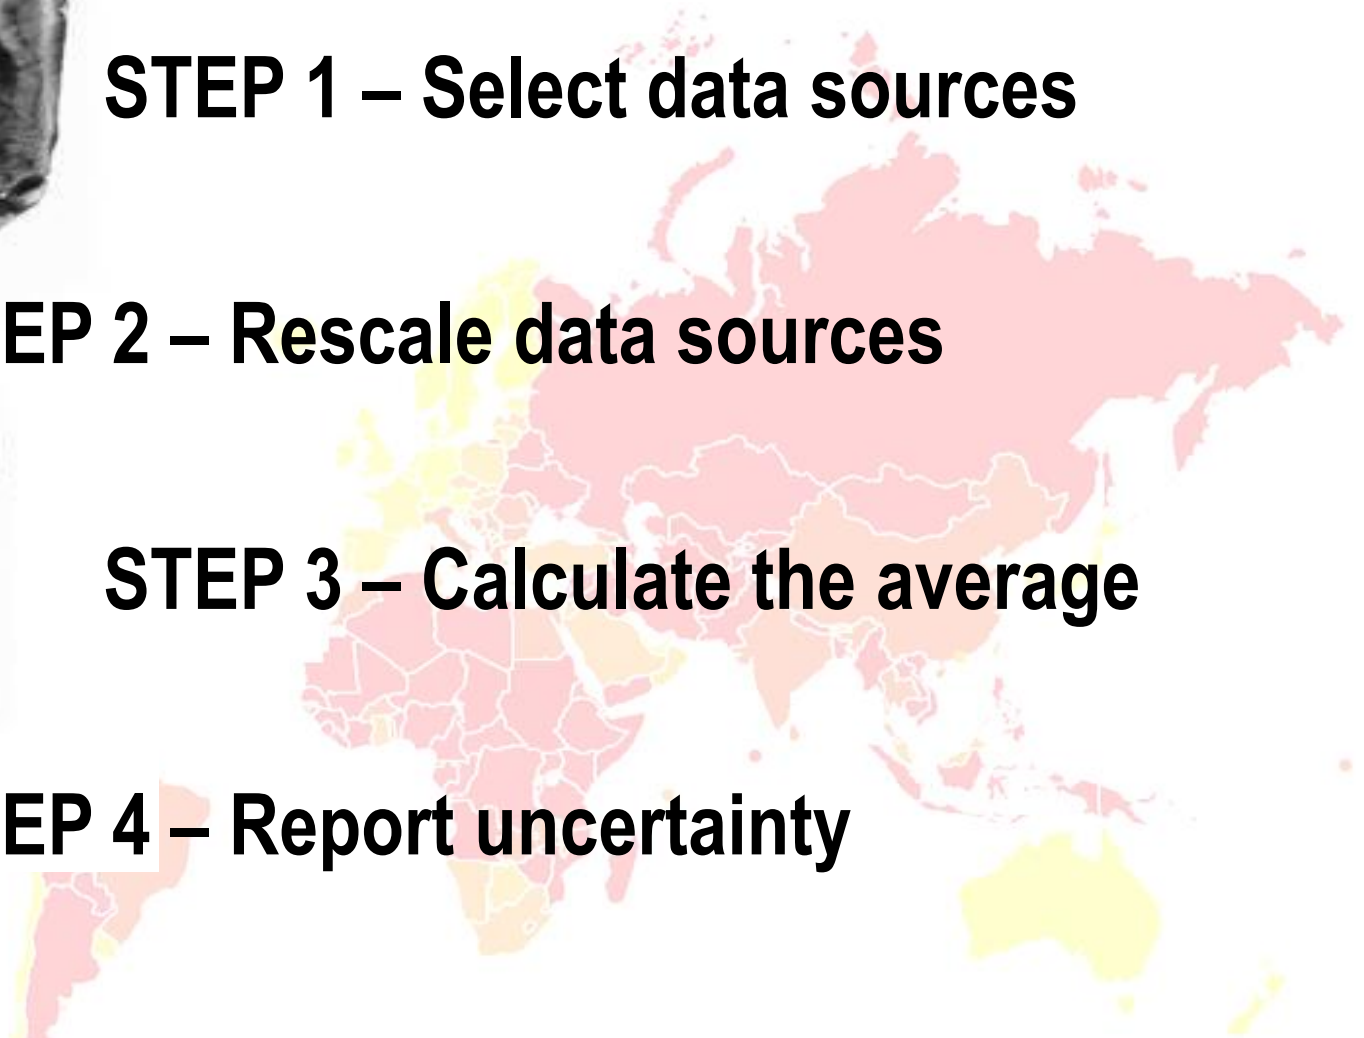 STEP 1 – Select data sources
EP 2 – Rescale data sources
STEP 3 – Calculate the average
EP 4 – Report uncertainty